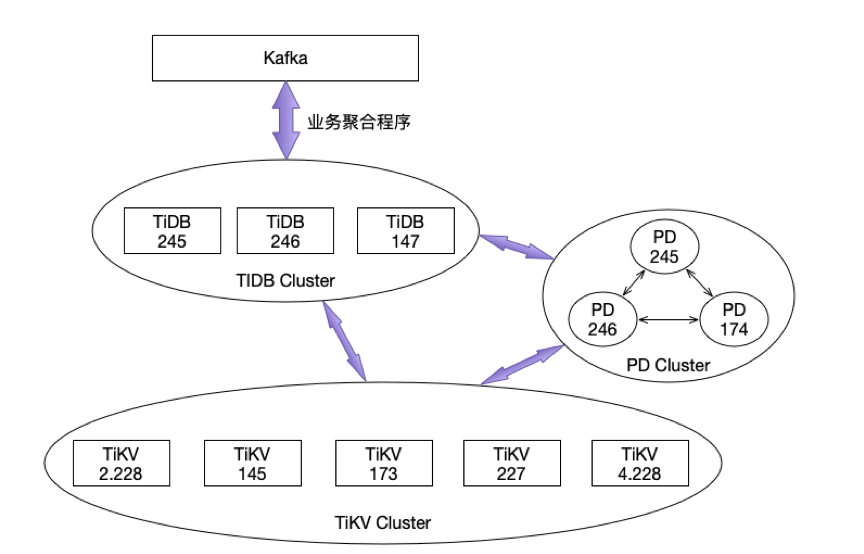 Kafka
业务聚合程序
TiDB
245
TiDB
246
TiDB
147
TIDB Cluster
PD
245
PD
246
PD
174
PD Cluster
TiKV
2.228
TiKV
145
TiKV
173
TiKV
227
TiKV
4.228
TiKV Cluster